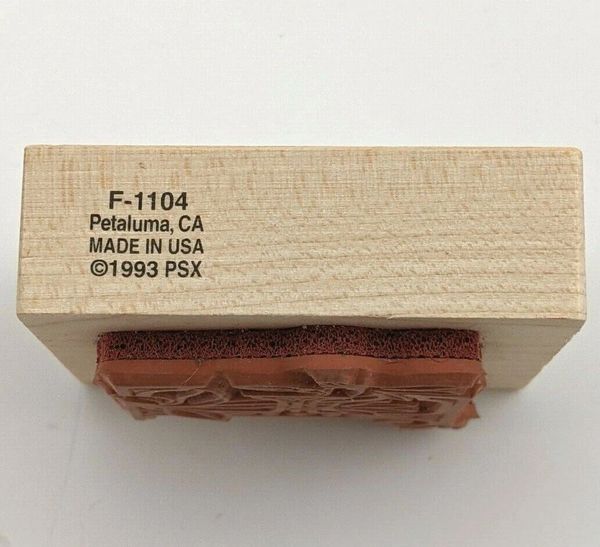 F-1104
Petaluma, CA
MADE IN USA
©1993 PSX